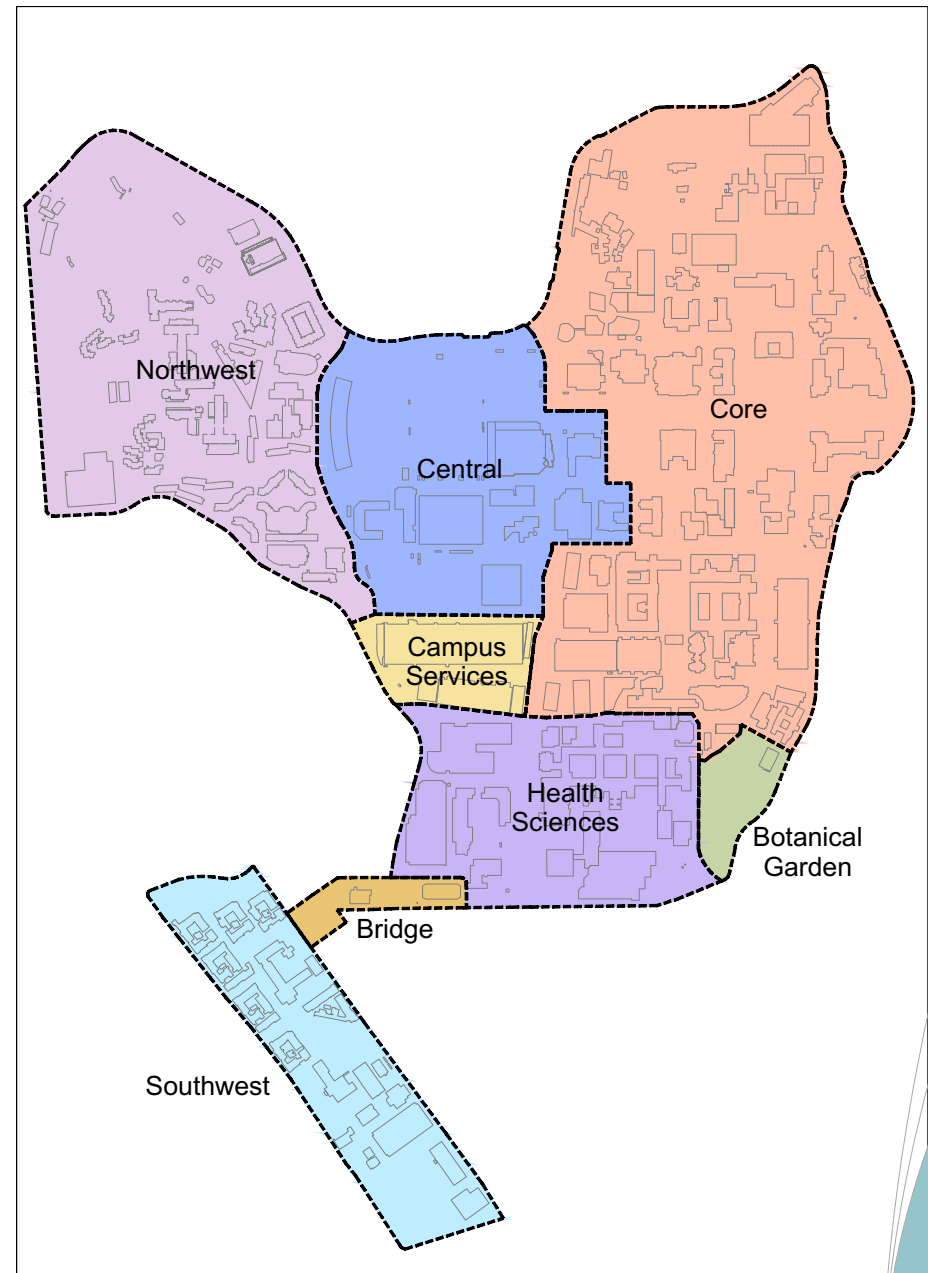 Northwest
Core
Central
Campus
Services
Health
Sciences
Botanical
Garden
Bridge
Southwest